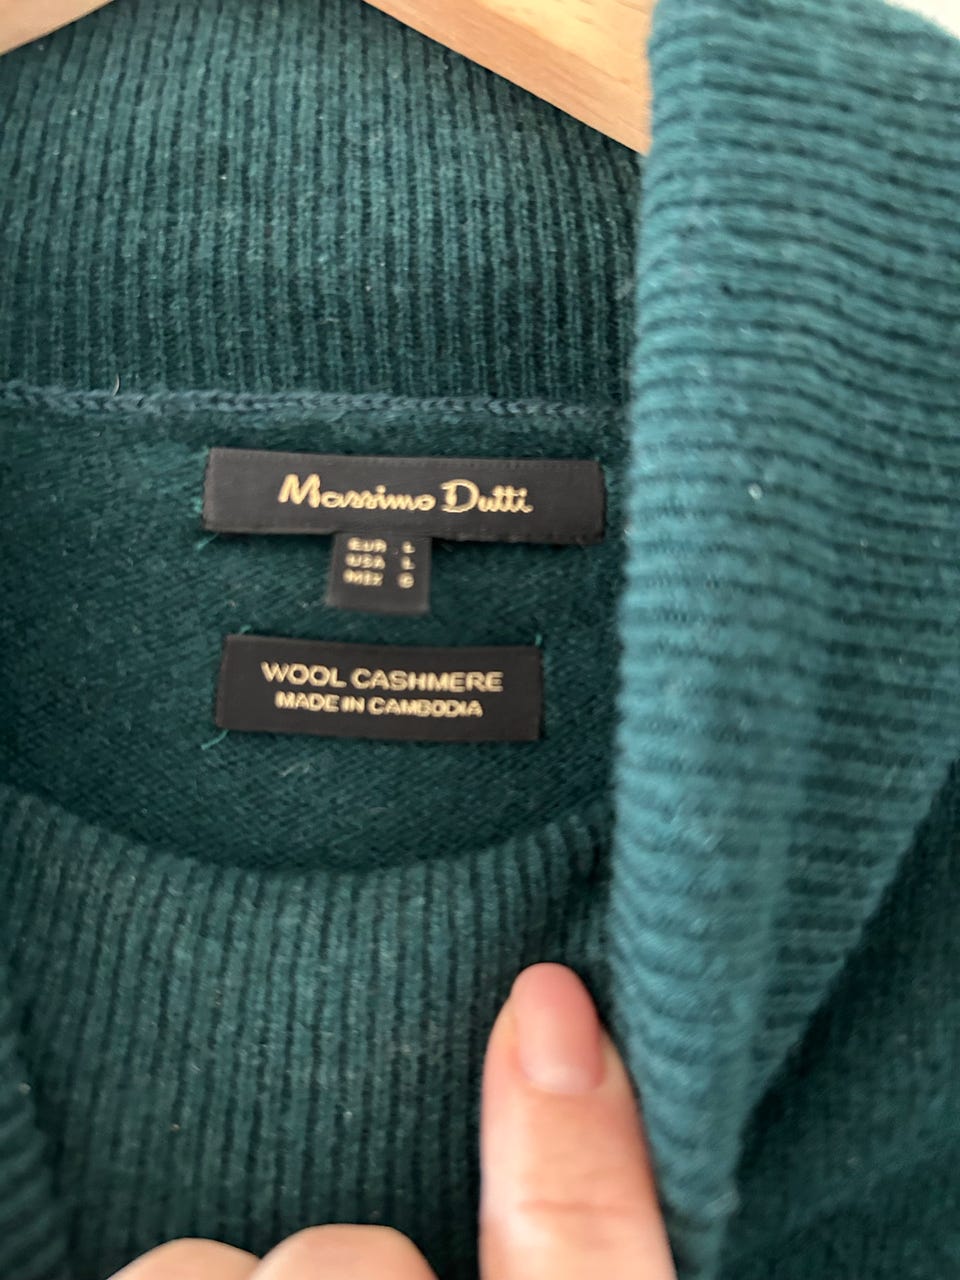 Massimo Dutti
EUR L
USA L
MEX G
WOOL CASHMERE
MADE IN CAMBODIA